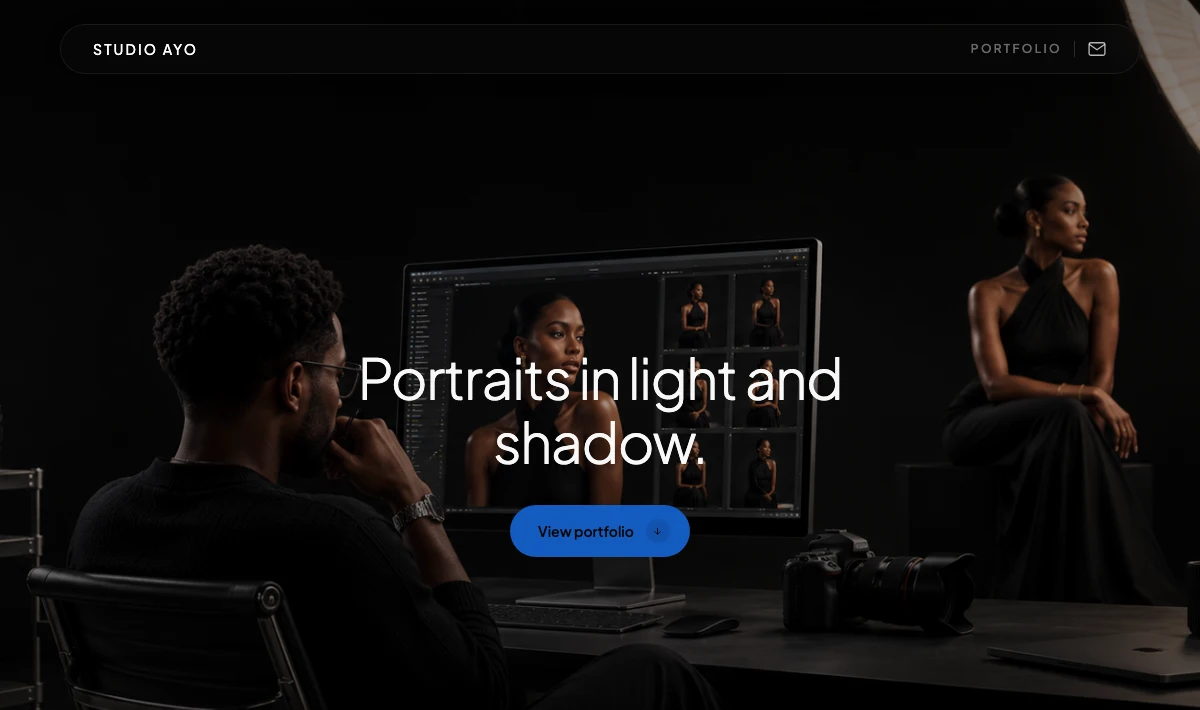 STUDIO AYO
PORTFOLIO
Portraits in light and
shadow.
View portfolio